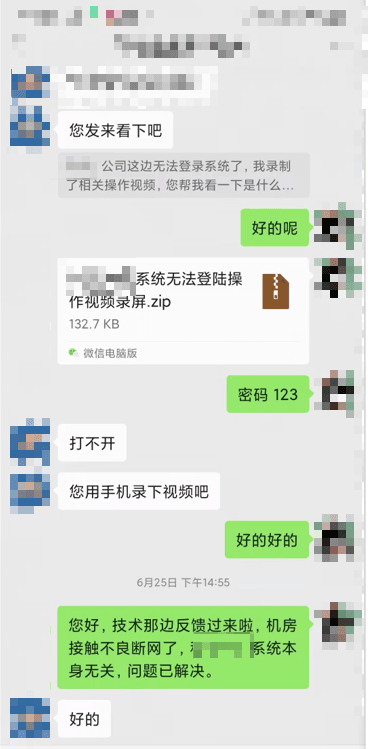 您发来看下吧
公司这边无法登录系统了，我录制
了相关操作视频，您帮我看一下是什么...
好的呢
系统无法登陆操
作视频录屏.zip
132.7 KB
微信电脑版
密码 123
打不开
您用手机录下视频吧
好的好的
6月25日 下午14:55
您好，技术那边反馈过来啦，机房
接触不良断网了，系统本
身无关，问题已解决。
好的